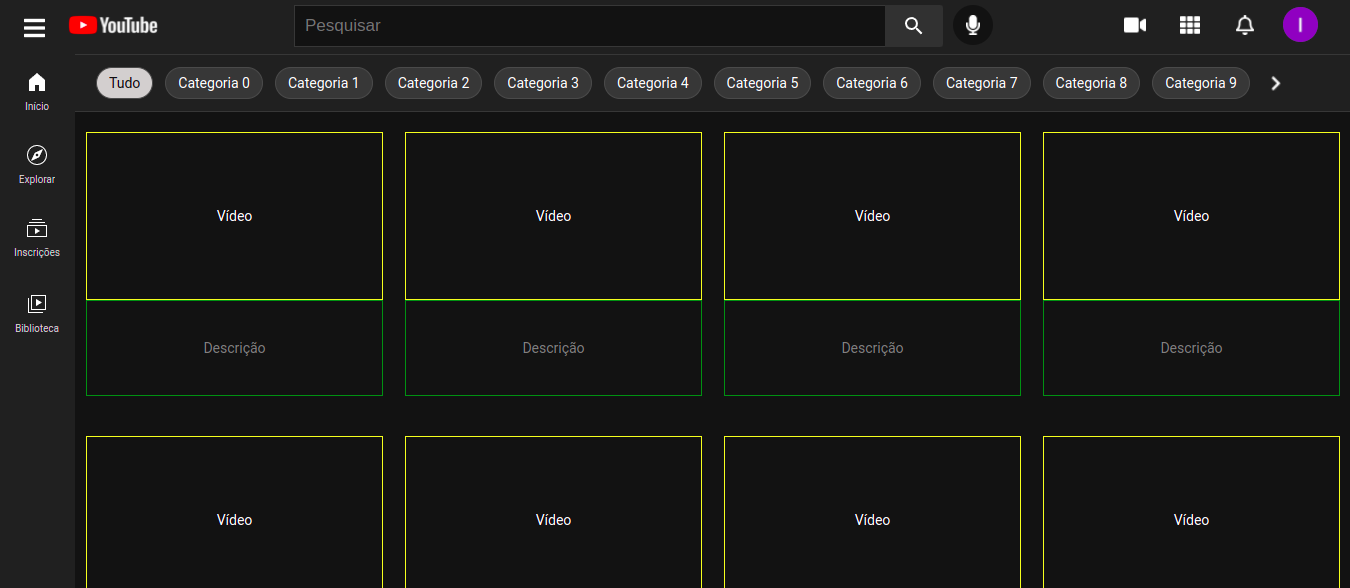 YouTube
Pesquisar
I
Tudo Categoria 0 Categoria 1 Categoria 2 Categoria 3 Categoria 4 Categoria 5 Categoria 6 Categoria 7 Categoria 8 Categoria 9
Início
Explorar
Inscrições
Biblioteca
Vídeo Vídeo Vídeo Vídeo
Descrição Descrição Descrição Descrição
Vídeo Vídeo Vídeo Vídeo